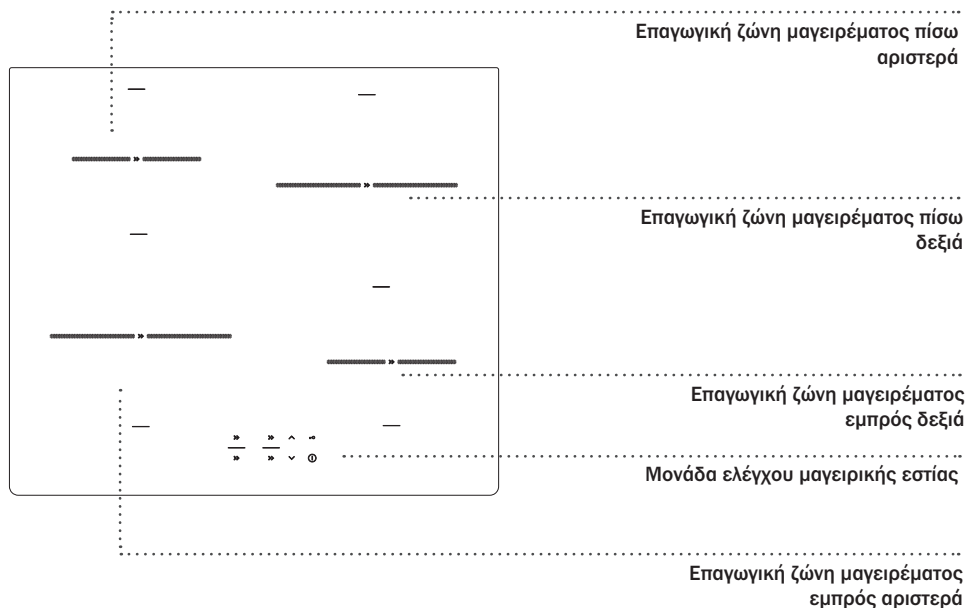 Επαγωγική ζώνη μαγειρέματος πίσω
αριστερά
Επαγωγική ζώνη μαγειρέματος πίσω
δεξιά
Επαγωγική ζώνη μαγειρέματος
εμπρός δεξιά
Μονάδα ελέγχου μαγειρικής εστίας
Επαγωγική ζώνη μαγειρέματος
εμπρός αριστερά